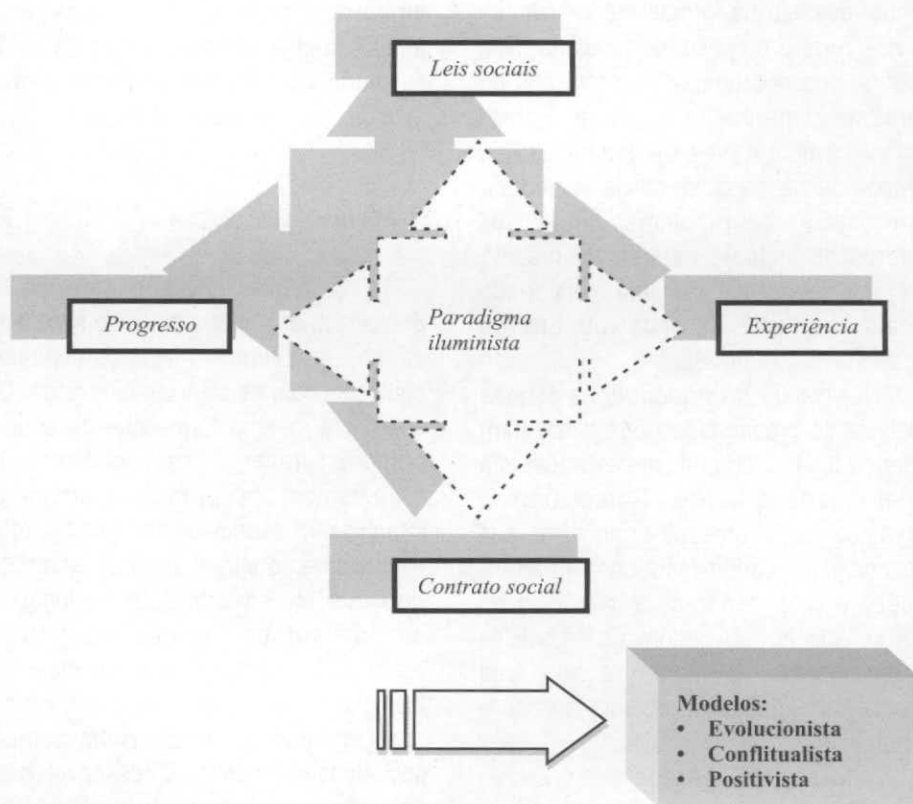 Leis sociais
Progresso
Paradigma
iluminista
Experiência
Contrato social
Modelos:
• Evolucionista
• Conflitualista
• Positivista